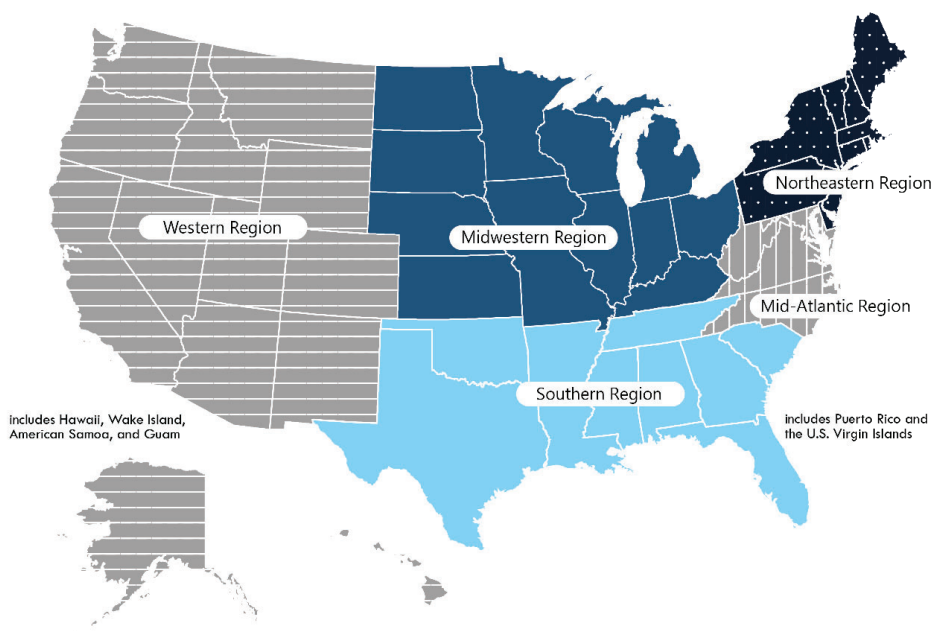 Northeastern Region
Western Region
Midwestern Region
Mid-Atlantic Region
Southern Region
includes Hawaii, Wake Island,
American Samoa, and Guam
includes Puerto Rico and
the U.S. Virgin Islands